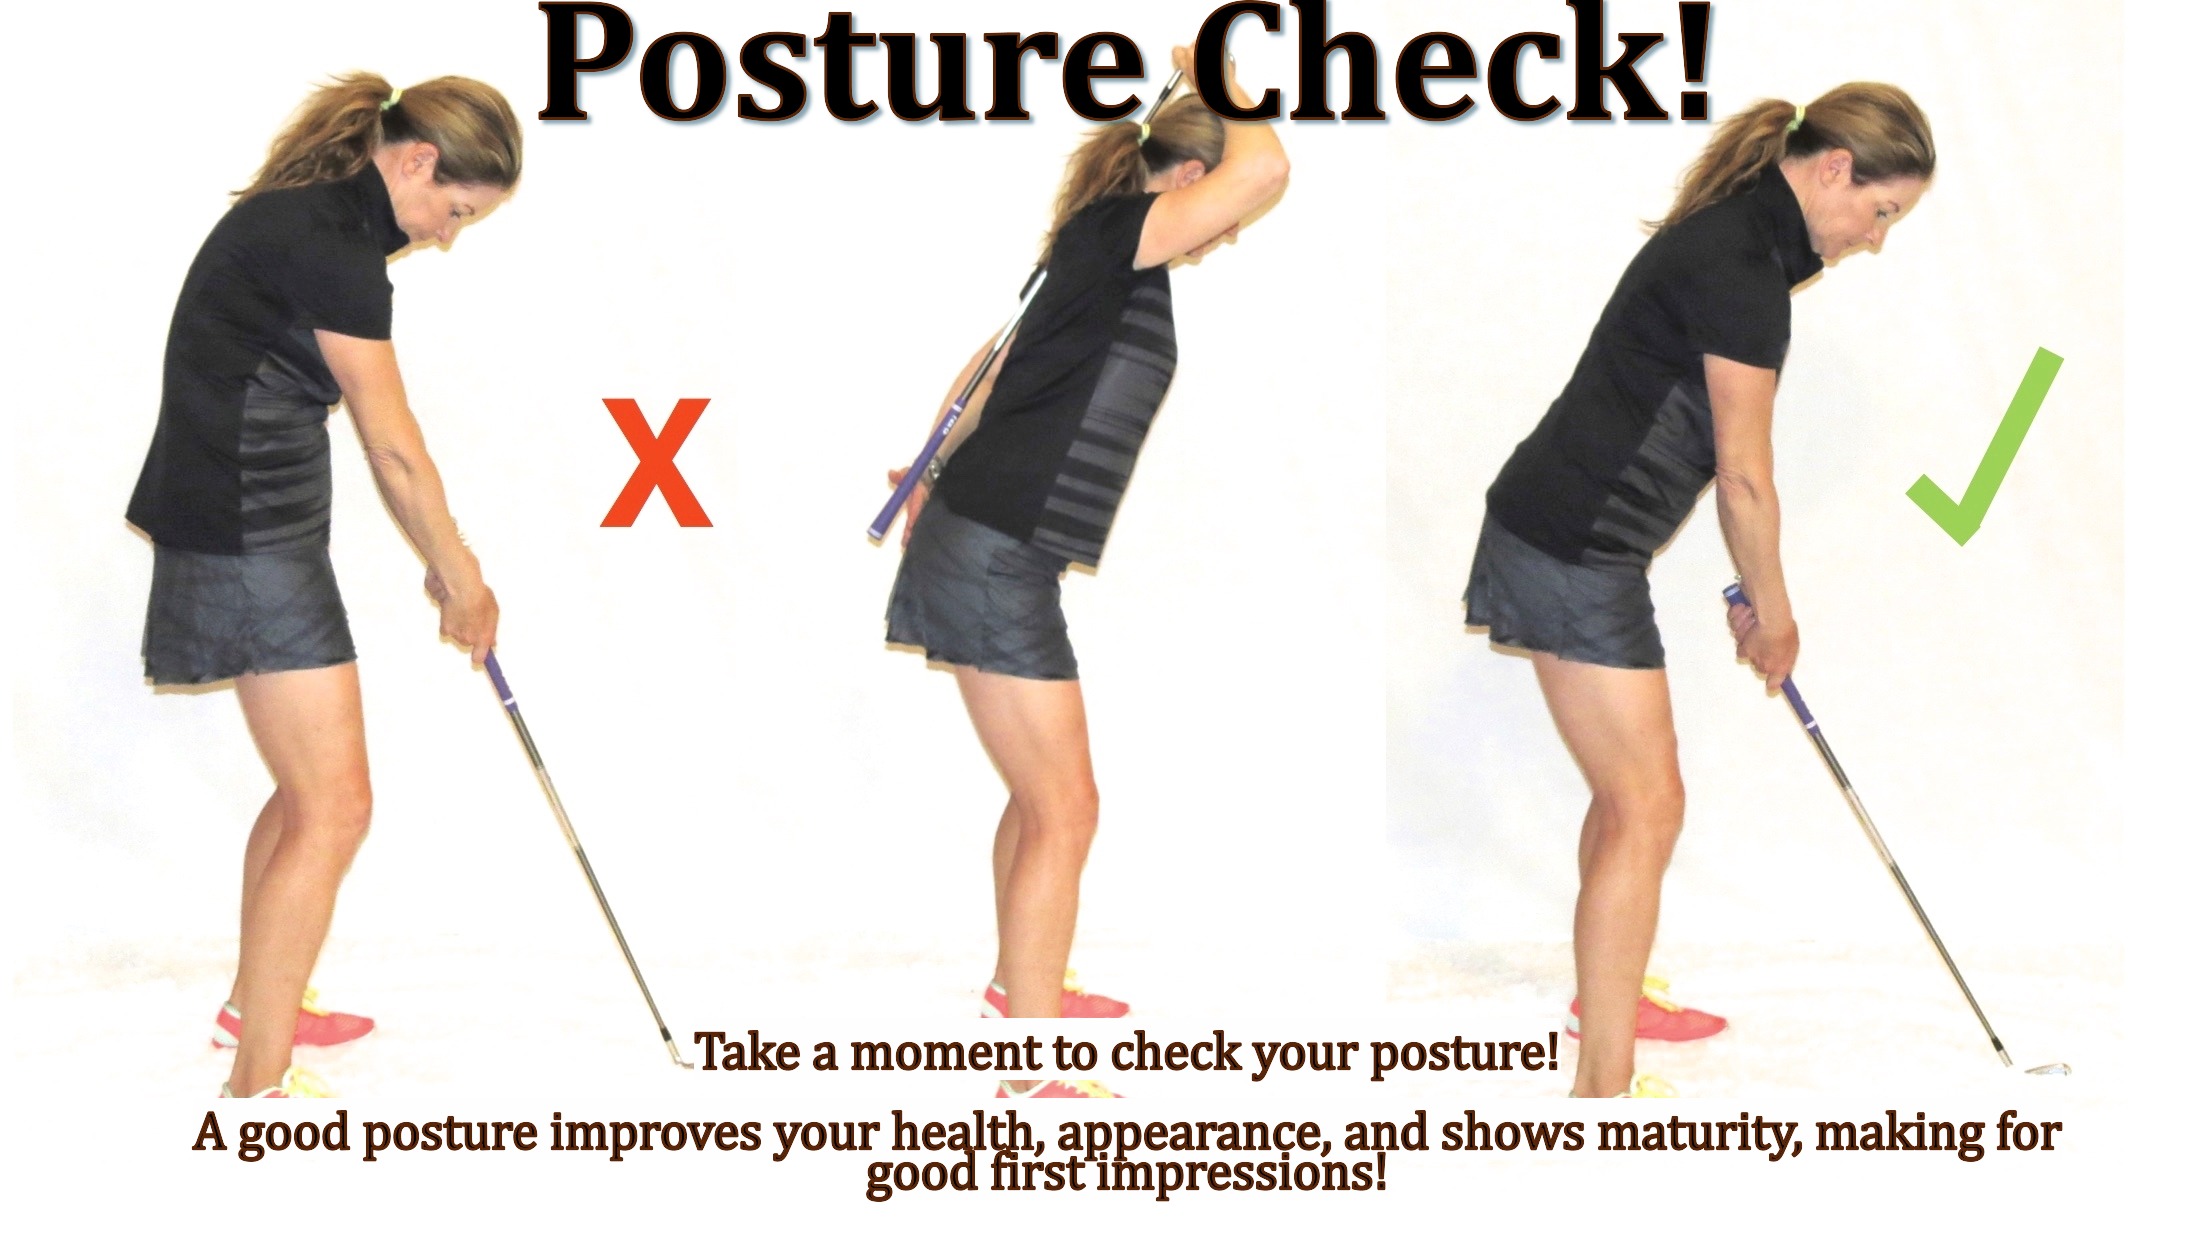 Posture Check!
X
Take a moment to check your posture!
A good posture improves your health, appearance, and shows maturity, making for
good first impressions!